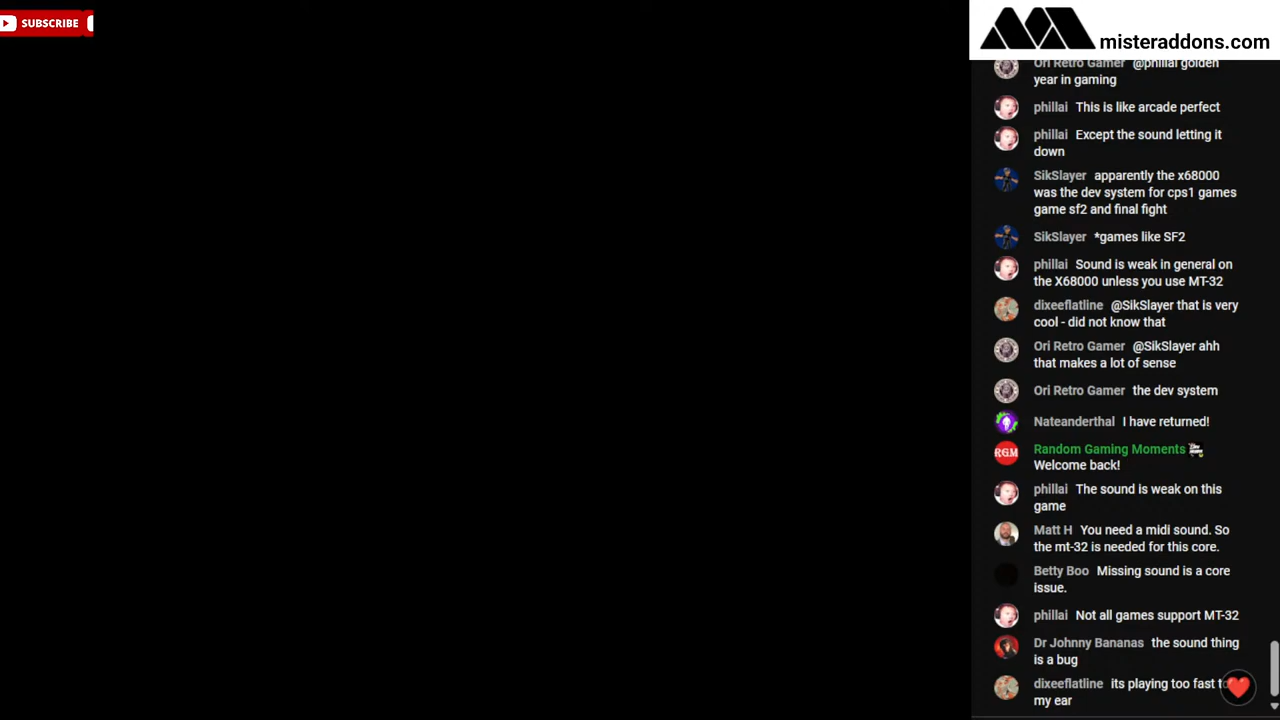 SUBSCRIBE
misteraddons.com
Ori Retro Gamer @phillai golden
year in gaming
phillai This is like arcade perfect
phillai Except the sound letting it
down
SikSlayer apparently the x68000
was the dev system for cps1 games
game sf2 and final fight
SikSlayer *games like SF2
phillai Sound is weak in general on
the X68000 unless you use MT-32
dixeeflatline @SikSlayer that is very
cool - did not know that
Ori Retro Gamer @SikSlayer ahh
that makes a lot of sense
Ori Retro Gamer the dev system
Nateanderthal I have returned!
RGM Random Gaming Moments
Welcome back!
phillai The sound is weak on this
game
Matt H You need a midi sound. So
the mt-32 is needed for this core.
Betty Boo Missing sound is a core
issue.
phillai Not all games support MT-32
Dr Johnny Bananas the sound thing
is a bug
dixeeflatline its playing too fast
my ear